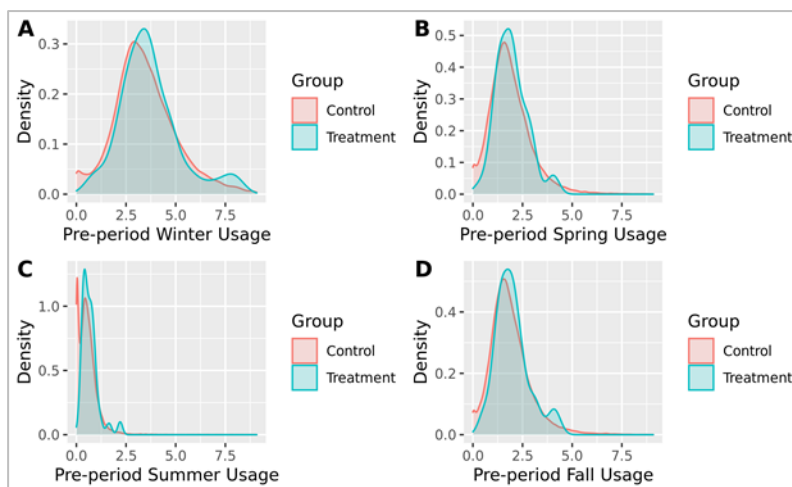 A
Density
0.3
0.2
0.1
0.0
0.0 2.5 5.0 7.5
Pre-period Winter Usage
Group
Control
Treatment
B
Density
0.5
0.4
0.3
0.2
0.1
0.0
0.0 2.5 5.0 7.5
Pre-period Spring Usage
Group
Control
Treatment
C
Density
1.0
0.5
0.0
0.0 2.5 5.0 7.5
Pre-period Summer Usage
Group
Control
Treatment
D
Density
0.4
0.2
0.0
0.0 2.5 5.0 7.5
Pre-period Fall Usage
Group
Control
Treatment